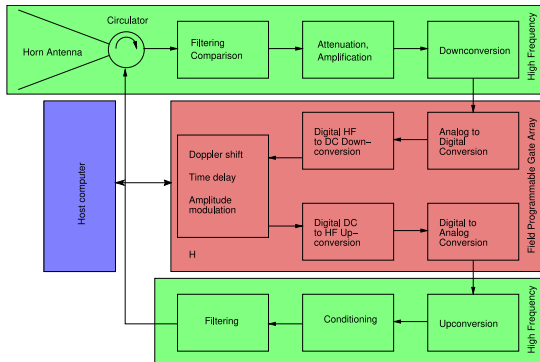 Circulator
Horn Antenna
Filtering
Comparison
Attenuation,
Amplification
Downconversion
High Frequency
Host computer
Doppler shift
Time delay
Amplitude
modulation
H
Digital HF
to DC Down-
conversion
Analog to
Digital
Conversion
Digital DC
to HF Up-
conversion
Digital to
Analog
Conversion
Field Programmable Gate Array
Filtering
Conditioning
Upconversion
High Frequency